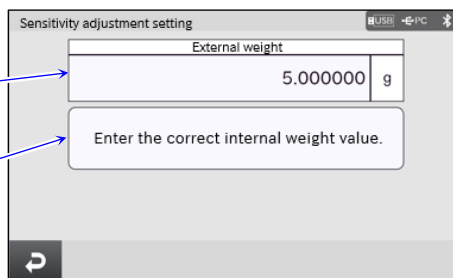 Sensitivity adjustment setting
USB PC
External weight
5.000000 g
Enter the correct internal weight value.